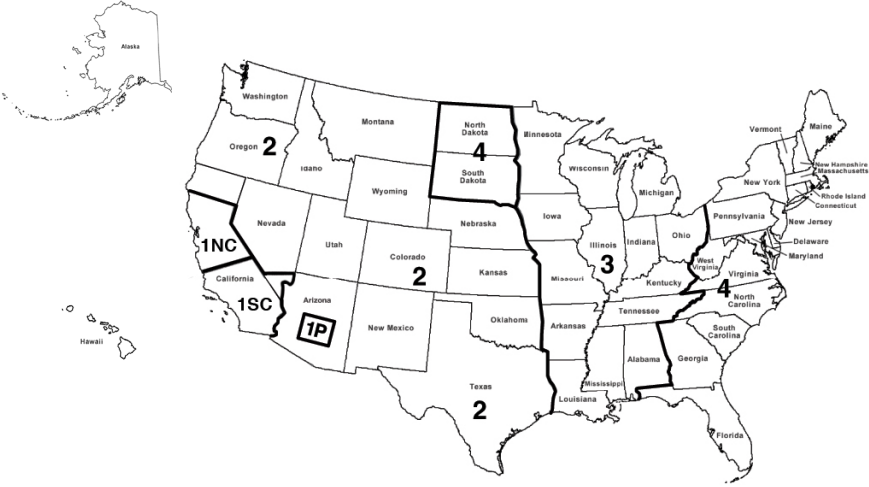 Alaska
Washington
Montana
North
Dakota
4
Minnesota
Vermont
Maine
Oregon 2
Idaho
South
Dakota
Wisconsin
Michigan
New York
New Hampshire
Massachusetts
Rhode Island
Connecticut
Wyoming
Nevada
Utah
Colorado
2
Nebraska
Iowa
Illinois
3
Indiana
Ohio
Pennsylvania
New Jersey
Delaware
Maryland
1NC
California
1SC
Kansas
Missouri
Kentucky
West
Virginia
Virginia
4
North
Carolina
Arizona
1P
New Mexico
Oklahoma
Arkansas
Tennessee
South
Carolina
Hawaii
Texas
2
Mississippi
Alabama
Georgia
Louisiana
Florida